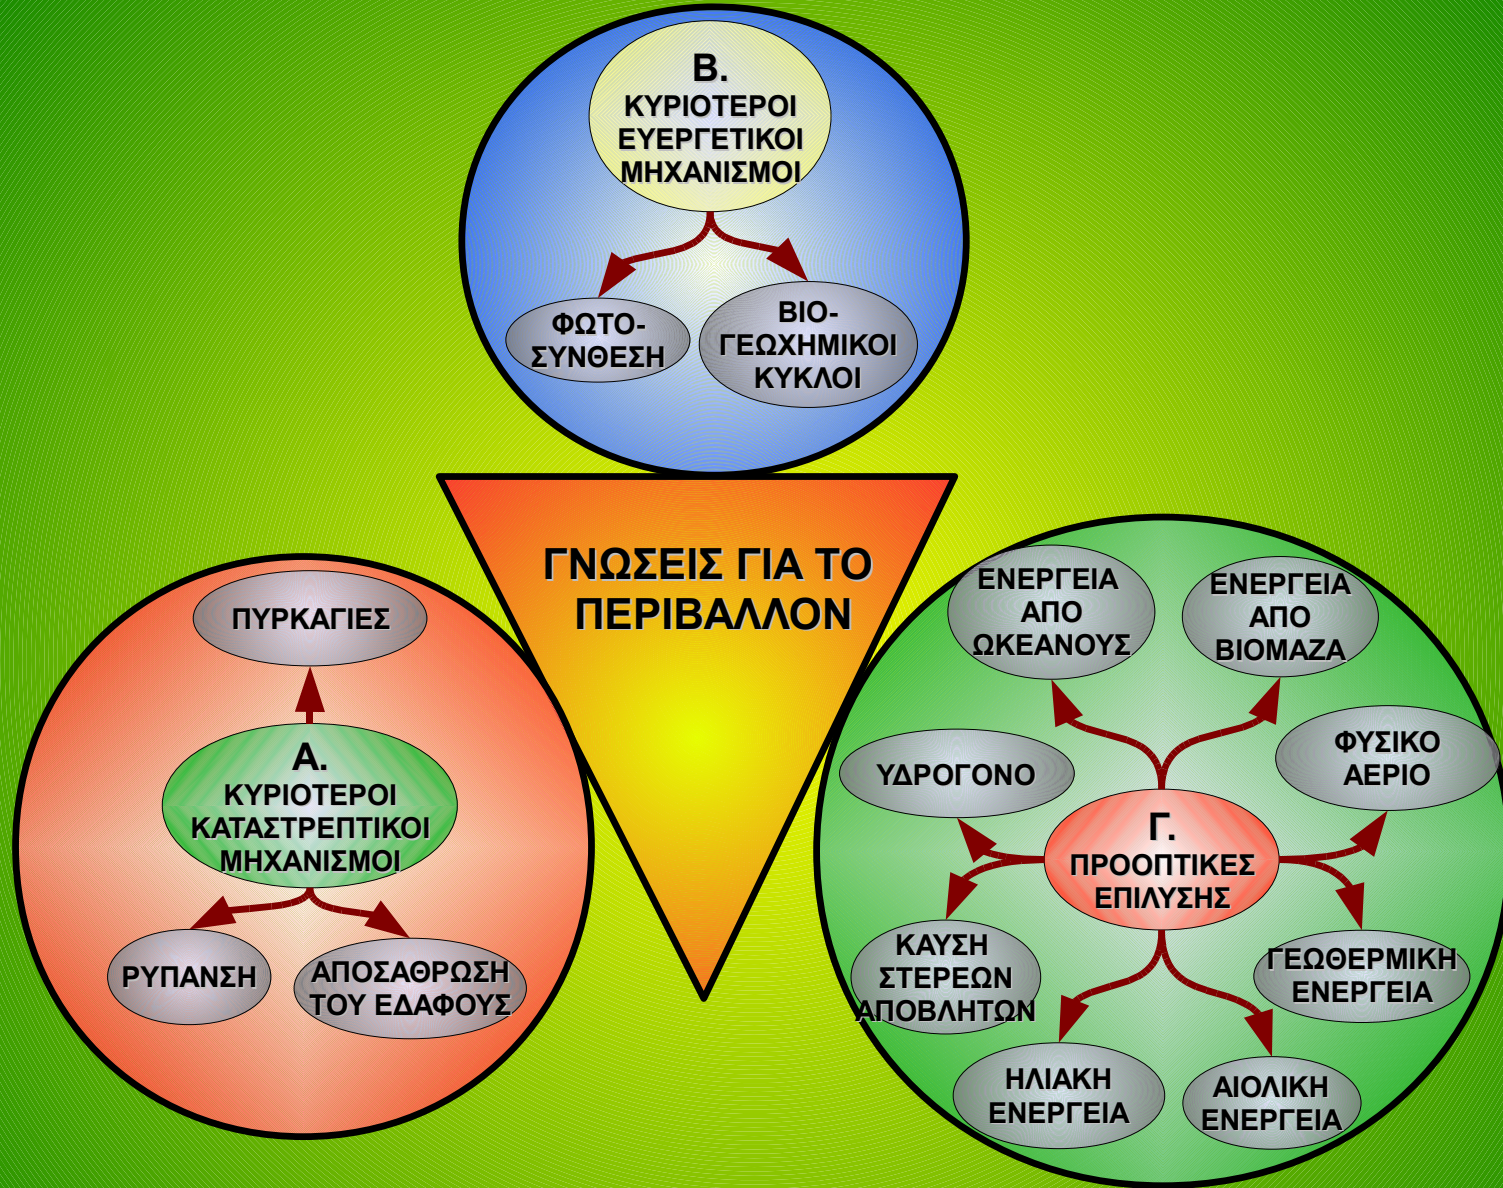 Β.
ΚΥΡΙΟΤΕΡΟΙ
ΕΥΕΡΓΕΤΙΚΟΙ
ΜΗΧΑΝΙΣΜΟΙ
ΦΩΤΟ-
ΣΥΝΘΕΣΗ
ΒΙΟ-
ΓΕΩΧΗΜΙΚΟΙ
ΚΥΚΛΟΙ
ΓΝΩΣΕΙΣ ΓΙΑ ΤΟ
ΠΕΡΙΒΑΛΛΟΝ
ΠΥΡΚΑΓΙΕΣ
Α.
ΚΥΡΙΟΤΕΡΟΙ
ΚΑΤΑΣΤΡΕΠΤΙΚΟΙ
ΜΗΧΑΝΙΣΜΟΙ
ΡΥΠΑΝΣΗ
ΑΠΟΣΑΘΡΩΣΗ
ΤΟΥ ΕΔΑΦΟΥΣ
ΕΝΕΡΓΕΙΑ
ΑΠΟ
ΩΚΕΑΝΟΥΣ
ΕΝΕΡΓΕΙΑ
ΑΠΟ
ΒΙΟΜΑΖΑ
ΥΔΡΟΓΟΝΟ
ΦΥΣΙΚΟ
ΑΕΡΙΟ
Γ.
ΠΡΟΟΠΤΙΚΕΣ
ΕΠΙΛΥΣΗΣ
ΚΑΥΣΗ
ΣΤΕΡΕΩΝ
ΑΠΟΒΛΗΤΩΝ
ΓΕΩΘΕΡΜΙΚΗ
ΕΝΕΡΓΕΙΑ
ΗΛΙΑΚΗ
ΕΝΕΡΓΕΙΑ
ΑΙΟΛΙΚΗ
ΕΝΕΡΓΕΙΑ